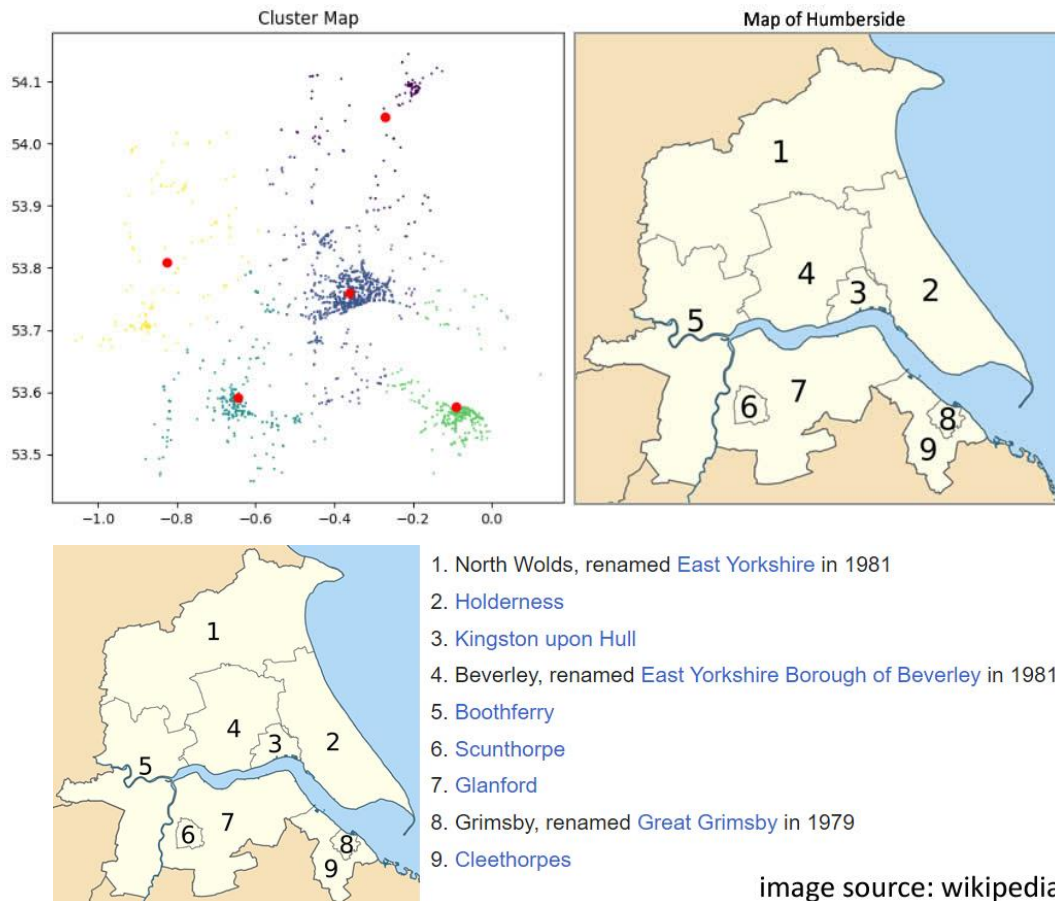 Cluster Map
Map of Humberside
54.1
54.0
53.9
53.8
53.7
53.6
53.5
−1.0 −0.8 −0.6 −0.4 −0.2 0.0
1
4
3
2
5
7
6
8
9
1
4
3
2
5
7
6
8
9
1. North Wolds, renamed East Yorkshire in 1981
2. Holderness
3. Kingston upon Hull
4. Beverley, renamed East Yorkshire Borough of Beverley in 1981
5. Boothferry
6. Scunthorpe
7. Glanford
8. Grimsby, renamed Great Grimsby in 1979
9. Cleethorpes
image source: wikipedia